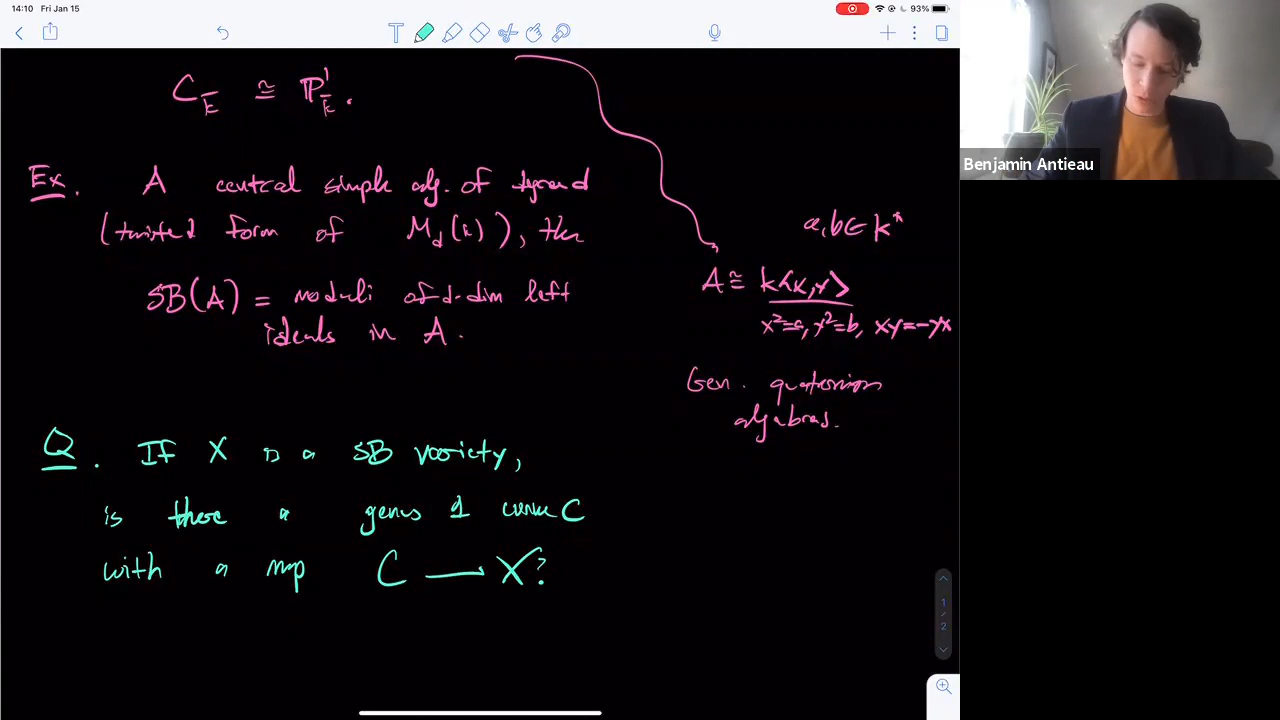 14:10 Fri Jan 15
93%
C_k̄ ≅ ℙ¹_k̄.
Ex. A central simple alg. of
(twisted form of M_d(k)), then
SB(A) = moduli of d-dim left
ideals in A.
a,b ∈ k*
A ≅ k<x,y>
x²=a, y²=b, xy=-yx
Gen. quaternion
algebras.
Q. If X is a SB variety,
is there a genus 1 curve C
with a map C — X?
1
/
2
Benjamin Antieau